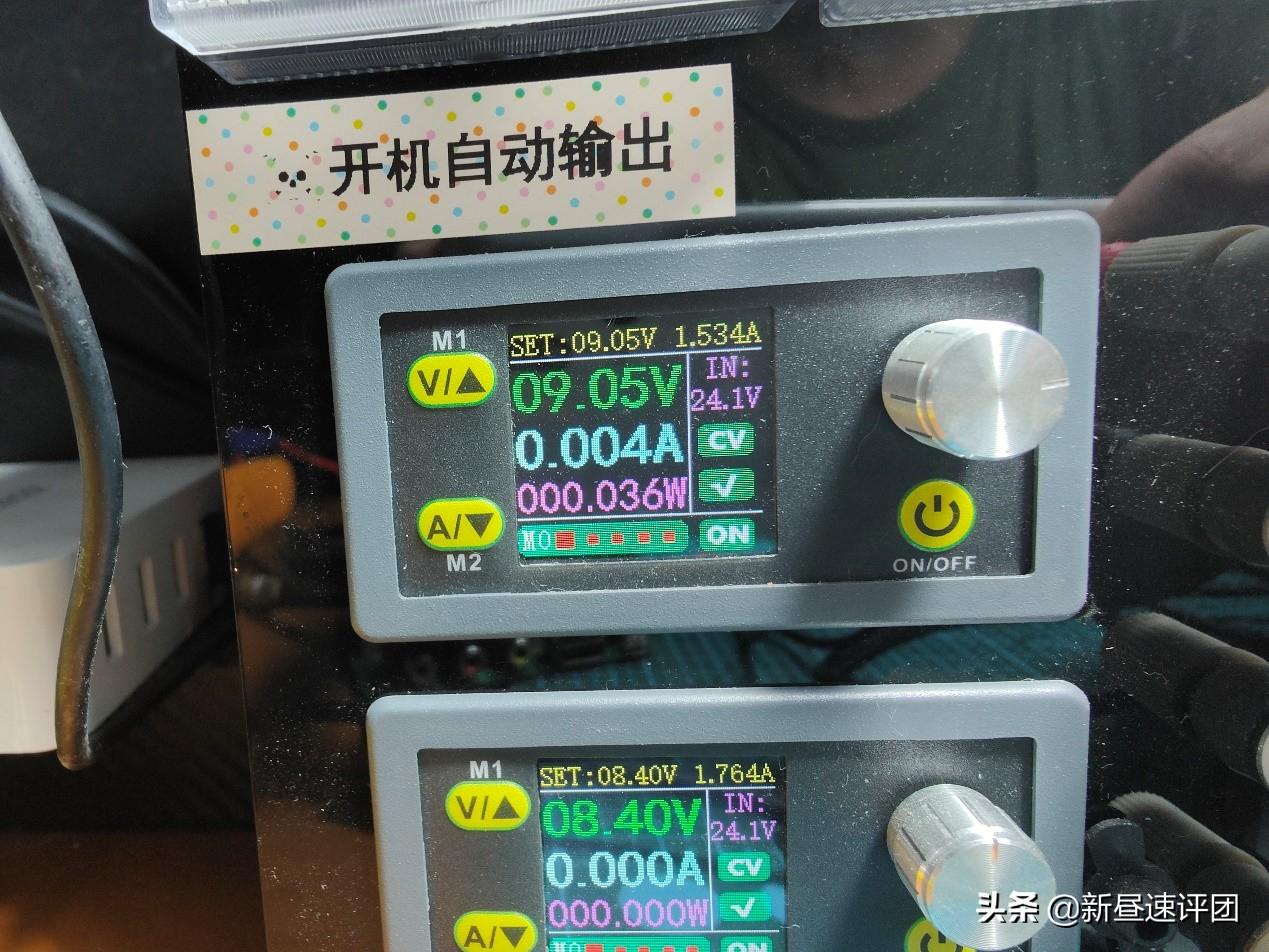 开机自动输出
M1
V/▲
SET:09.05V 1.534A
09.05V
IN:
24.1V
0.004A
CV
000.036W
√
A/▼
M2
M0
ON
ON/OFF
M1
V/▲
SET:08.40V 1.764A
08.40V
IN:
24.1V
0.000A
CV
000.000W
√
A/▼
M0
ON
头条 @新昼速评团